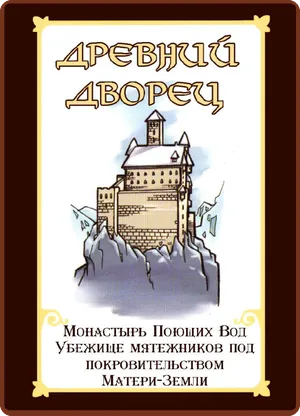 ДРЕВНИЙ
ДВОРЕЦ
Монастырь Поющих Вод
Убежище мятежников под
покровительством
Матери-Земли